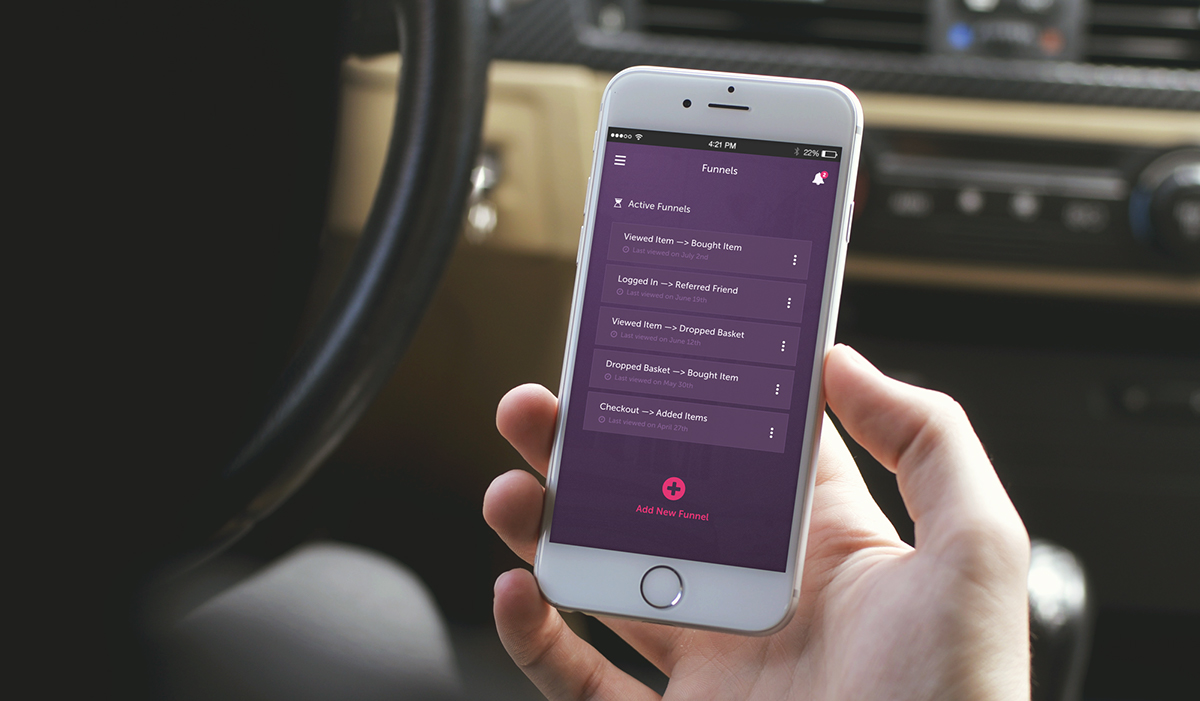 4:21 PM
22%
Funnels
2
Active Funnels
Viewed Item —> Bought Item
Last viewed on July 2nd
Logged In —> Referred Friend
Last viewed on June 19th
Viewed Item —> Dropped Basket
Last viewed on June 12th
Dropped Basket —> Bought Item
Last viewed on May 30th
Checkout —> Added Items
Last viewed on April 27th
Add New Funnel